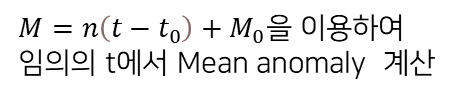 𝑀 = 𝑛(𝑡 − 𝑡₀) + 𝑀₀을 이용하여
임의의 t에서 Mean anomaly 계산